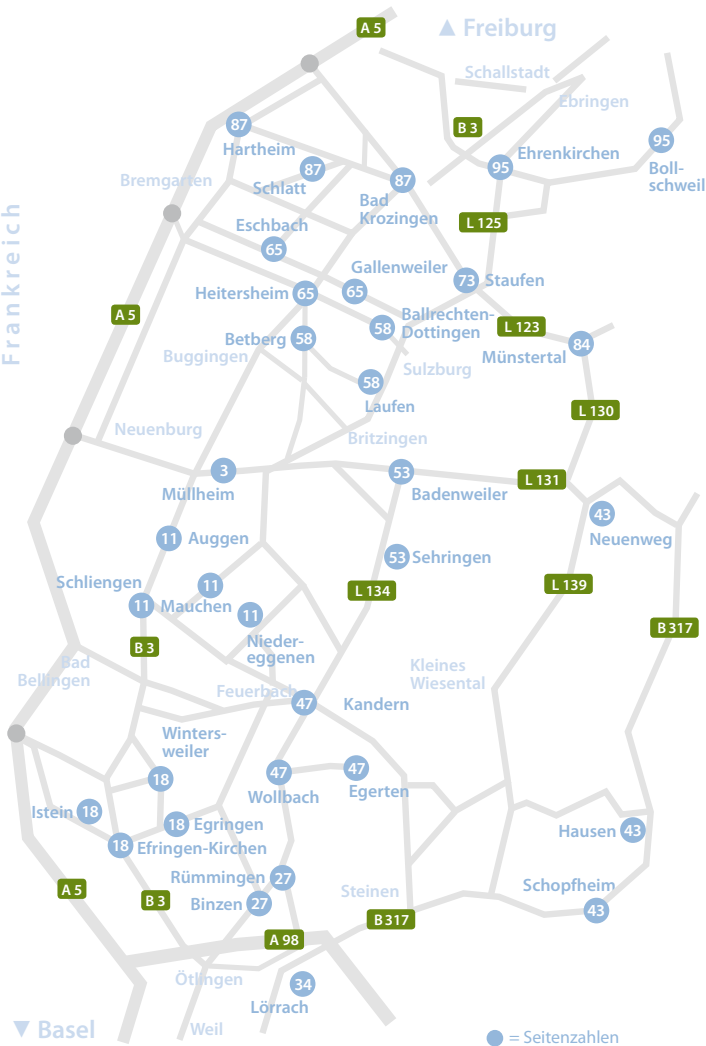 A 5
▲ Freiburg
Schallstadt
Ebringen
B 3
87
Hartheim
95
Ehrenkirchen
95
Boll-
schweil
87
Schlatt
87
Bad
Krozingen
Bremgarten
L 125
Eschbach
65
Frankreich
Gallenweiler
65
73
Staufen
Heitersheim
65
A 5
Ballrechten-
Dottingen
58
L 123
Betberg
58
Münstertal
84
Buggingen
Sulzburg
58
Laufen
L 130
Neuenburg
Britzingen
3
Müllheim
53
Badenweiler
L 131
43
Neuenweg
11
Auggen
53
Sehringen
Schliengen
11
11
Mauchen
L 134
L 139
11
Nieder-
eggenen
B 3
B 317
Bad
Bellingen
Kleines
Wiesental
Feuerbach
47
Kandern
Winters-
weiler
18
47
Wollbach
47
Egerten
Istein
18
18
Egringen
18
Efringen-Kirchen
Hausen
43
Rümmingen
27
Schopfheim
43
A 5
B 3
Binzen
27
Steinen
B 317
A 98
Ötlingen
34
Lörrach
▼ Basel
Weil
= Seitenzahlen